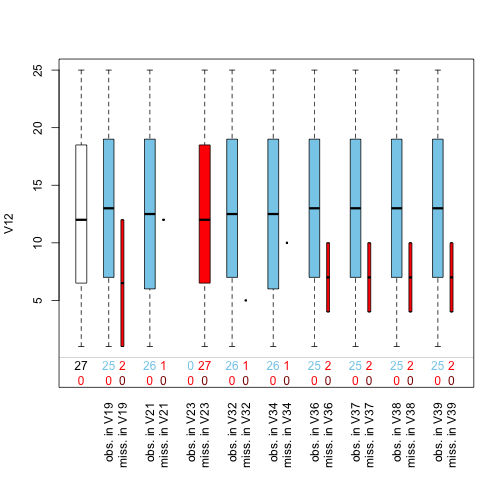 25
20
15
10
5
V12
27 25 2 26 1 0 27 26 1 26 1 25 2 25 2 25 2 25 2
0 0 0 0 0 0 0 0 0 0 0 0 0 0 0 0 0 0 0
obs. in V19
miss. in V19
obs. in V21
miss. in V21
obs. in V23
miss. in V23
obs. in V32
miss. in V32
obs. in V34
miss. in V34
obs. in V36
miss. in V36
obs. in V37
miss. in V37
obs. in V38
miss. in V38
obs. in V39
miss. in V39